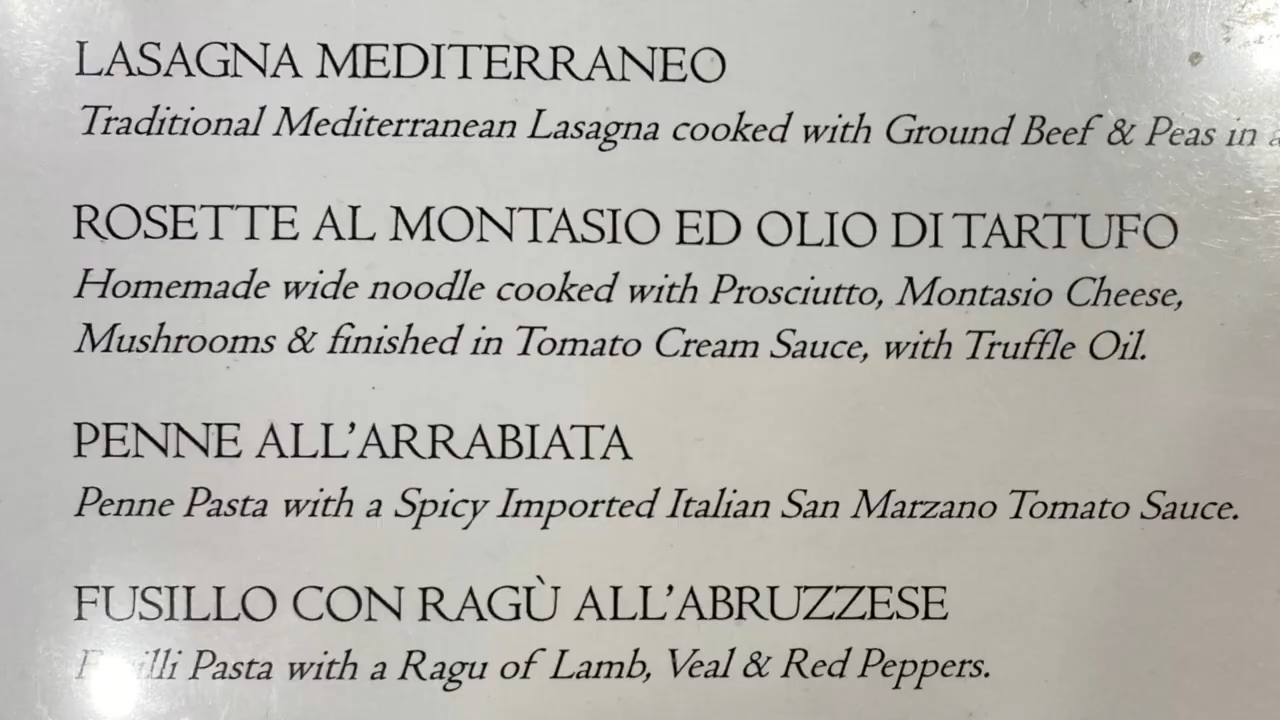 LASAGNA MEDITERRANEO
Traditional Mediterranean Lasagna cooked with Ground Beef & Peas in
ROSETTE AL MONTASIO ED OLIO DI TARTUFO
Homemade wide noodle cooked with Prosciutto, Montasio Cheese,
Mushrooms & finished in Tomato Cream Sauce, with Truffle Oil.
PENNE ALL'ARRABIATA
Penne Pasta with a Spicy Imported Italian San Marzano Tomato Sauce.
FUSILLO CON RAGÙ ALL'ABRUZZESE
Pasta with a Ragu of Lamb, Veal & Red Peppers.